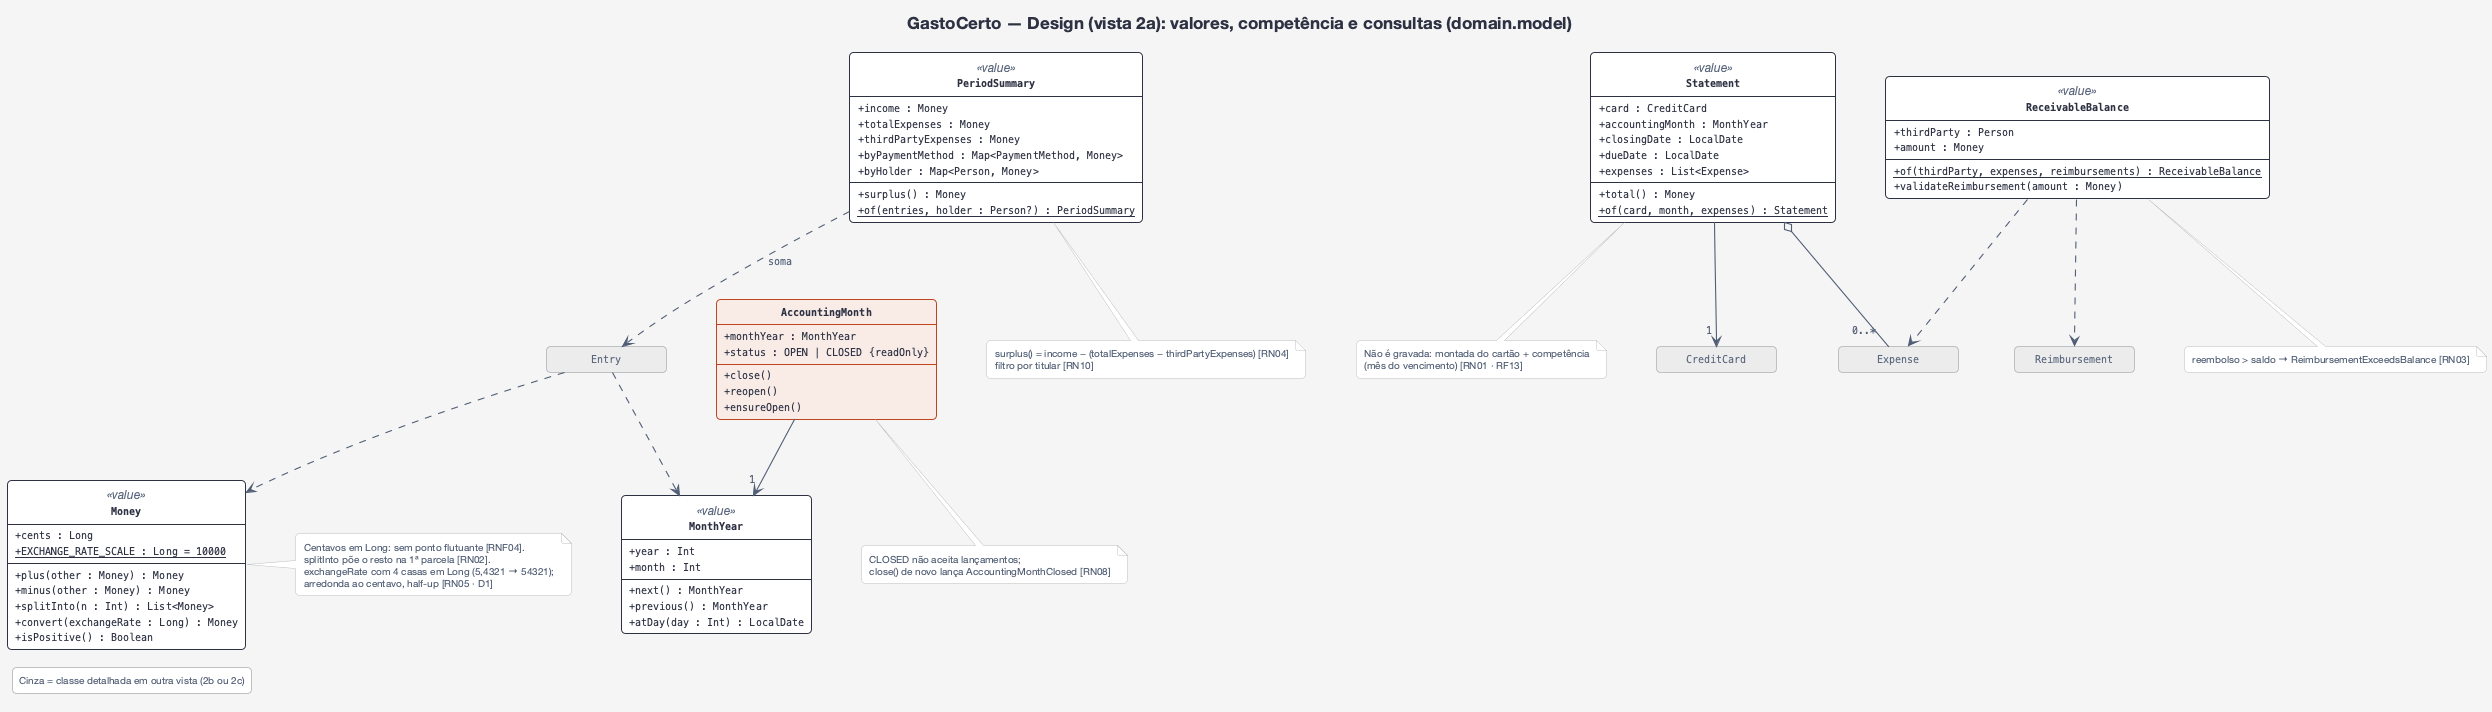 GastoCerto — Design (vista 2a): valores, competência e consultas (domain.model)
«value»
PeriodSummary
+income : Money
+totalExpenses : Money
+thirdPartyExpenses : Money
+byPaymentMethod : Map<PaymentMethod, Money>
+byHolder : Map<Person, Money>
+surplus() : Money
+of(entries, holder : Person?) : PeriodSummary
«value»
Statement
+card : CreditCard
+accountingMonth : MonthYear
+closingDate : LocalDate
+dueDate : LocalDate
+expenses : List<Expense>
+total() : Money
+of(card, month, expenses) : Statement
«value»
ReceivableBalance
+thirdParty : Person
+amount : Money
+of(thirdParty, expenses, reimbursements) : ReceivableBalance
+validateReimbursement(amount : Money)
soma
Entry
AccountingMonth
+monthYear : MonthYear
+status : OPEN | CLOSED {readOnly}
+close()
+reopen()
+ensureOpen()
surplus() = income − (totalExpenses − thirdPartyExpenses) [RN04]
filtro por titular [RN10]
Não é gravada: montada do cartão + competência
(mês do vencimento) [RN01 · RF13]
1
CreditCard
0..*
Expense
Reimbursement
reembolso > saldo → ReimbursementExceedsBalance [RN03]
«value»
Money
+cents : Long
+EXCHANGE_RATE_SCALE : Long = 10000
+plus(other : Money) : Money
+minus(other : Money) : Money
+splitInto(n : Int) : List<Money>
+convert(exchangeRate : Long) : Money
+isPositive() : Boolean
Centavos em Long: sem ponto flutuante [RNF04].
splitInto põe o resto na 1ª parcela [RN02].
exchangeRate com 4 casas em Long (5,4321 → 54321);
arredonda ao centavo, half-up [RN05 · D1]
1
«value»
MonthYear
+year : Int
+month : Int
+next() : MonthYear
+previous() : MonthYear
+atDay(day : Int) : LocalDate
CLOSED não aceita lançamentos;
close() de novo lança AccountingMonthClosed [RN08]
Cinza = classe detalhada em outra vista (2b ou 2c)